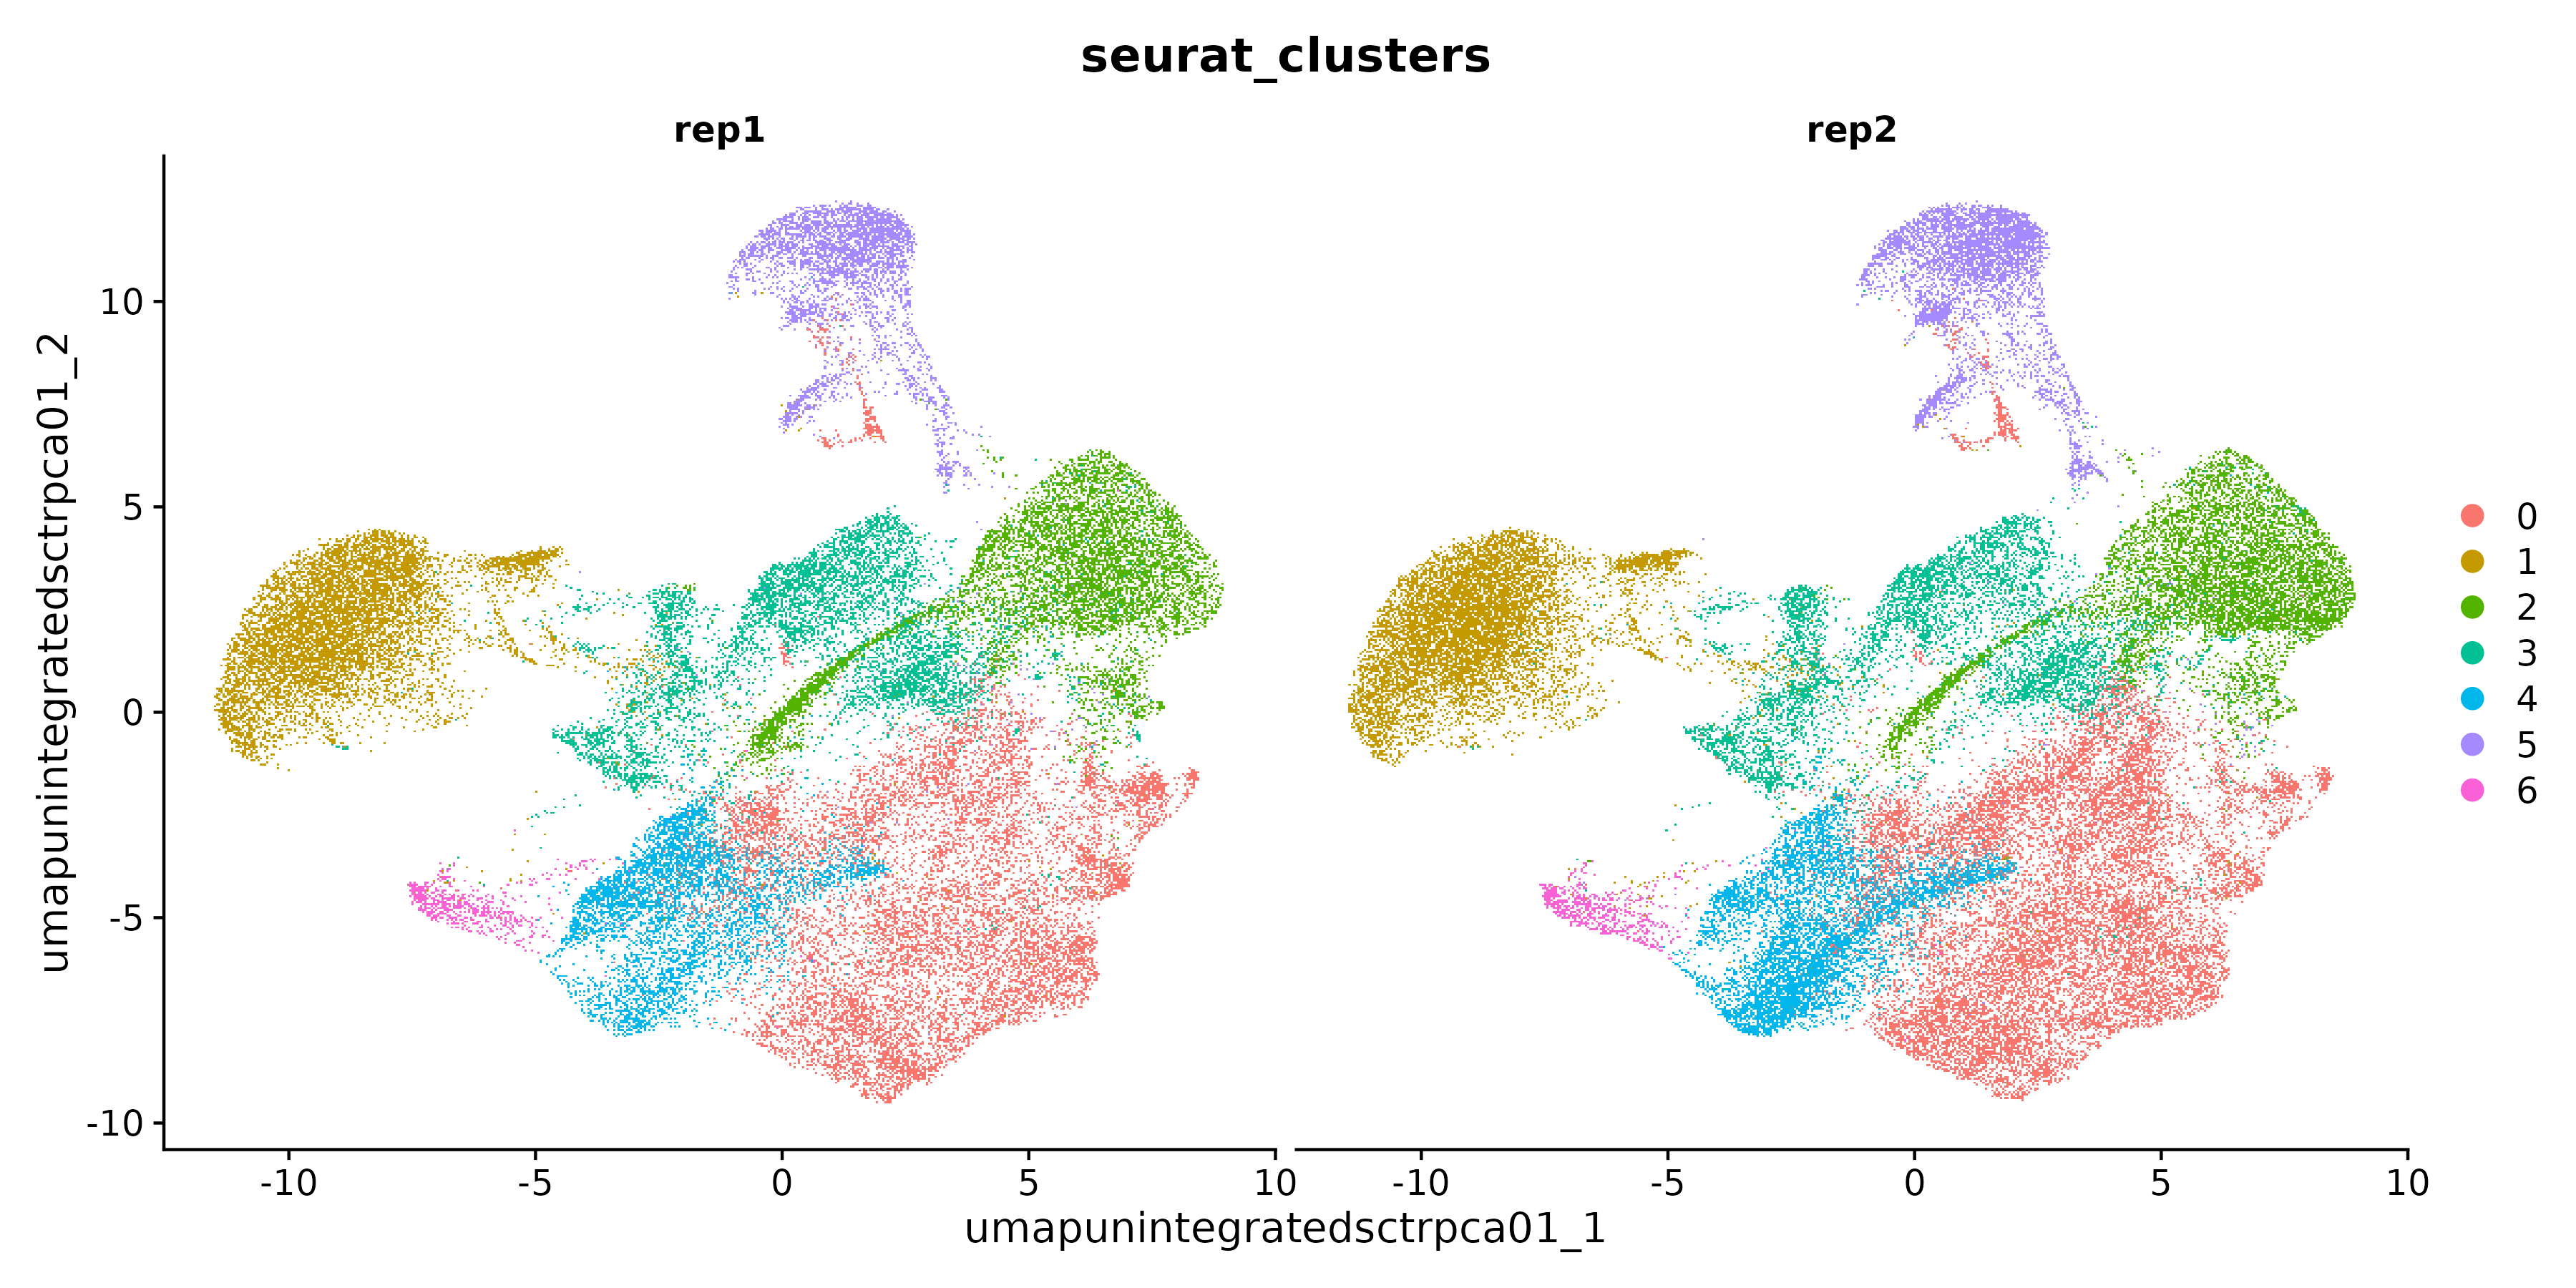 seurat_clusters
rep1
rep2
umapunintegratedsctrpca01_2
10
5
0
-5
-10
-10 -5 0 5 10
-10 -5 0 5 10
umapunintegratedsctrpca01_1
0
1
2
3
4
5
6